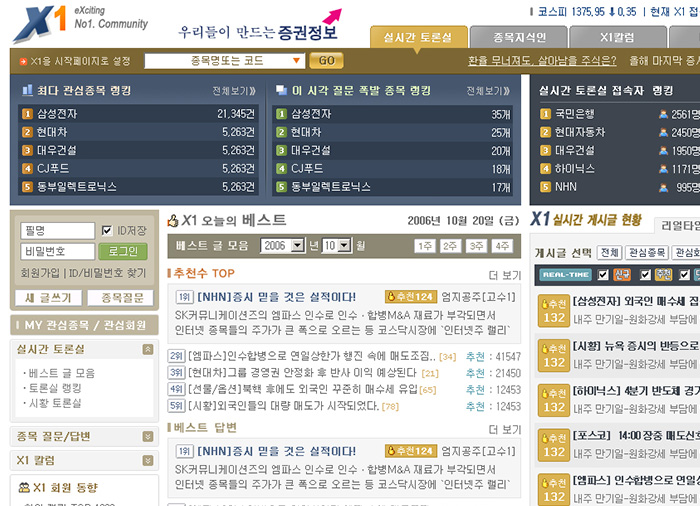 X1 eXciting No1. Community
우리들이 만드는 증권정보
코스피 1375,95 ↓ 0,35 | 현재 X1 접
실시간 토론실 종목지식인 X1칼럼
X1을 시작페이지로 설정 종목명또는 코드 GO
환율 무너져도, 살아남을 주식은? 올해 마지막 증시
최다 관심종목 랭킹 전체보기
1 삼성전자 21,345건
2 현대차 5,263건
3 대우건설 5,263건
4 CJ푸드 5,263건
5 동부일렉트로닉스 5,263건
이 시각 질문 폭발 종목 랭킹 전체보기
1 삼성전자 35개
2 현대차 25개
3 대우건설 20개
4 CJ푸드 18개
5 동부일렉트로닉스 17개
실시간 토론실 접속자 랭킹
1 국민은행 2561명
2 현대자동차 2450명
3 대우건설 1950명
4 하이닉스 1171명
5 NHN 995명
필명 ID저장
비밀번호 로그인
회원가입 | ID/비밀번호 찾기
새 글쓰기 종목질문
MY 관심종목 / 관심회원
실시간 토론실
· 베스트 글 모음
· 토론실 랭킹
· 시황 토론실
종목 질문/답변
X1 칼럼
X1 회원 동향
X1 오늘의 베스트 2006년 10월 20일 (금)
베스트 글 모음 2006 년 10 월 1주 2주 3주 4주
추천수 TOP 더 보기
1위 [NHN]증시 믿을 것은 실적이다! 추천124 엄지공주[고수1]
SK커뮤니케이션즈의 엠파스 인수로 인수 · 합병M&A 재료가 부각되면서
인터넷 종목들의 주가가 큰 폭으로 오르는 등 코스닥시장에 `인터넷주 랠리`
2위 [엠파스]인수합병으로 연일상한가 행진 속에 매도조짐.. [34] 추천 : 41547
3위 [현대차]그룹 경영권 안정화 후 반사 이익 예상된다 [21] 추천 : 21450
4위 [선물/옵션]북핵 후에도 외국인 꾸준히 매수세 유입[65] 추천 : 12453
5위 [시황]외국인들의 대량 매도가 시작되었다. [78] 추천 : 12453
베스트 답변 더 보기
1위 [NHN]증시 믿을 것은 실적이다! 추천124 엄지공주[고수1]
SK커뮤니케이션즈의 엠파스 인수로 인수 · 합병M&A 재료가 부각되면서
인터넷 종목들의 주가가 큰 폭으로 오르는 등 코스닥시장에 `인터넷주 랠리`
X1 실시간 게시글 현황 리얼타임
게시글 선택 전체 관심종목 관심회
REAL-TIME 신규 추천
추천 132 [삼성전자] 외국인 매수세 집
내주 만기일-원화강세 부담에
추천 132 [시황] 뉴욕 증시의 반등으로
내주 만기일-원화강세 부담에
추천 132 [하이닉스] 4분기 반도체 경기
내주 만기일-원화강세 부담에
추천 132 [포스코] 14:00 장중 매도신호
내주 만기일-원화강세 부담에
추천 132 [엠파스] 인수합병으로 연일상
내주 만기일-원화강세 부담에